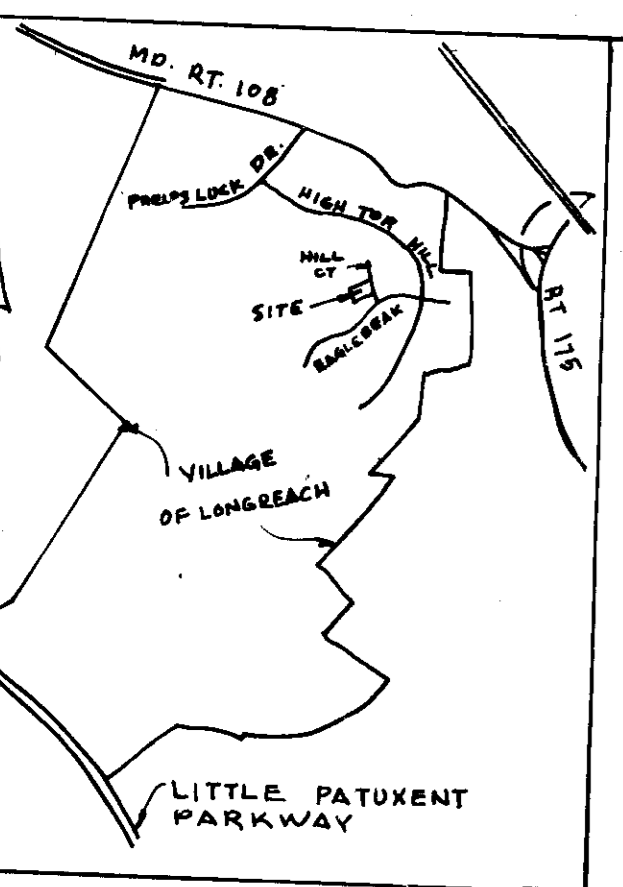 MD. RT. 108
PHELPS LUCK DR.
HIGH TOR HILL
HILL
CT
SITE
EAGLEBEAK
RT 175
VILLAGE
OF LONGREACH
LITTLE PATUXENT
PARKWAY